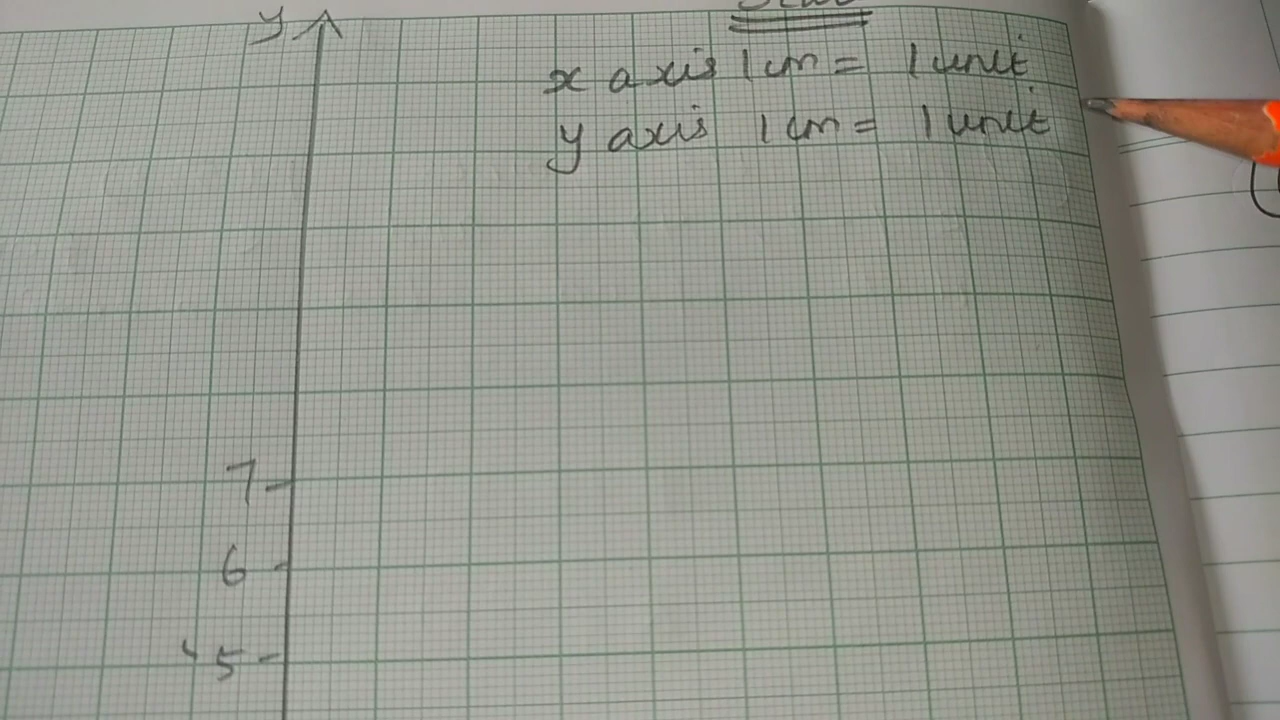 y
x axis 1 cm = 1 unit
y axis 1 cm = 1 unit
7
6
5